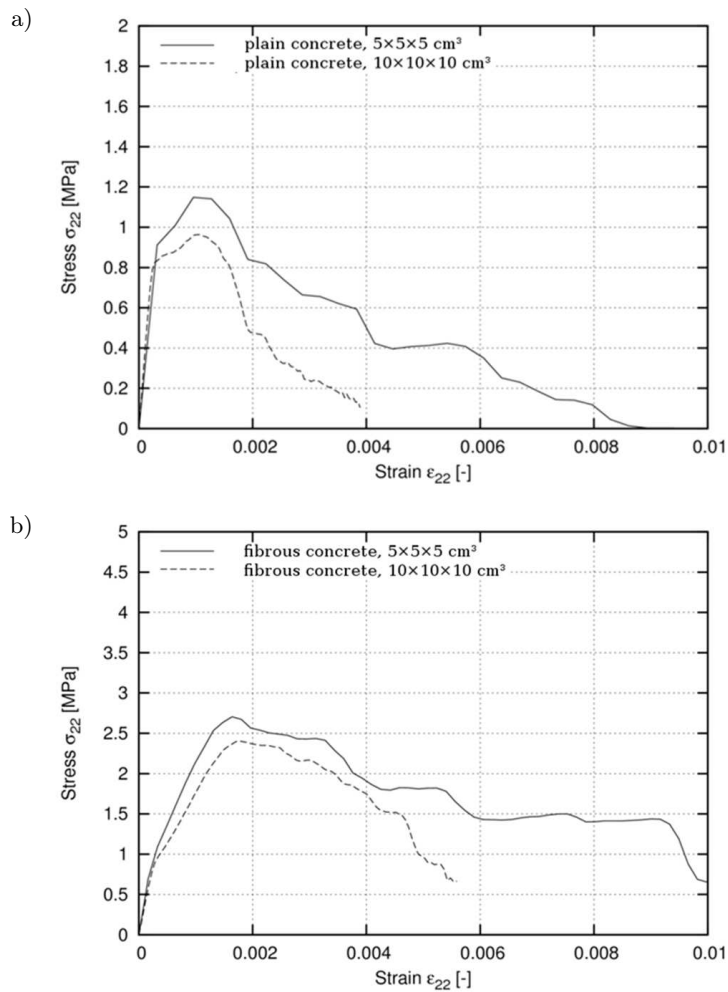 a)
2
1.8
1.6
1.4
1.2
1
0.8
0.6
0.4
0.2
0
plain concrete, 5×5×5 cm³
plain concrete, 10×10×10 cm³
Stress σ22 [MPa]
0 0.002 0.004 0.006 0.008 0.01
Strain ε22 [-]
b)
5
4.5
4
3.5
3
2.5
2
1.5
1
0.5
0
fibrous concrete, 5×5×5 cm³
fibrous concrete, 10×10×10 cm³
Stress σ22 [MPa]
0 0.002 0.004 0.006 0.008 0.01
Strain ε22 [-]